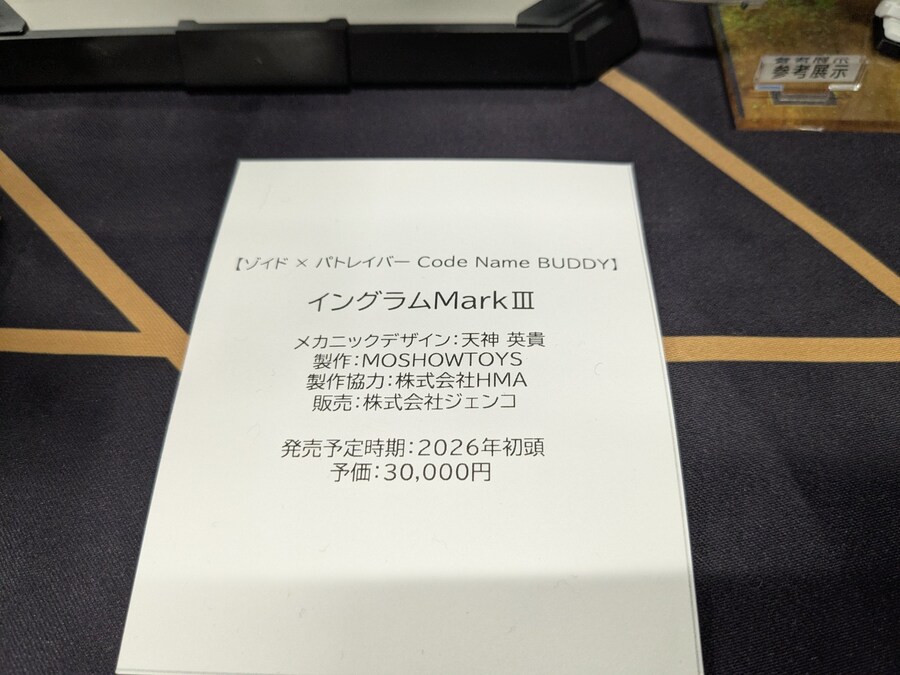 参考展示
【ゾイド × パトレイバー Code Name BUDDY】
イングラムMarkⅢ
メカニックデザイン：天神 英貴
製作：MOSHOWTOYS
製作協力：株式会社HMA
販売：株式会社ジェンコ
発売予定時期：2026年初頭
予価：30,000円